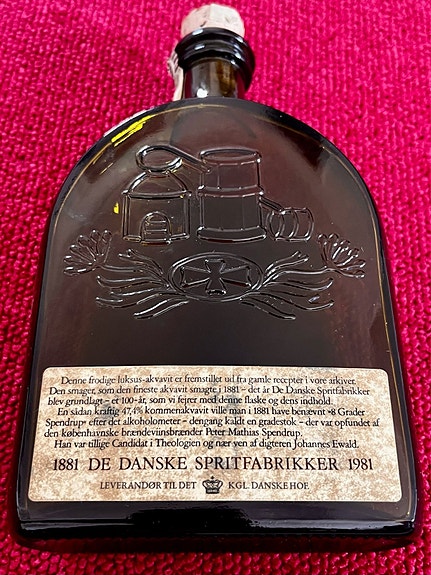 Denne frodige luksus-akvavit er fremstillet ud fra gamle recepter i vore arkiver.
Den smager, som den fineste akvavit smagte i 1881 – det år De Danske Spritfabrikker
blev grundlagt – et 100-år, som vi fejrer med denne flaske og dens indhold.
En sådan kraftig 47,4% kommenakvavit ville man i 1881 have benævnt »8 Grader
Spendrup« efter det alkoholometer – dengang kaldt en gradestok – der var opfundet af
den københavnske brændeviinsbrænder Peter Mathias Spendrup.
Han var tillige Candidat i Theologien og nær ven af digteren Johannes Ewald.
1881 DE DANSKE SPRITFABRIKKER 1981
LEVERANDØR TIL DET KGL. DANSKE HOF.